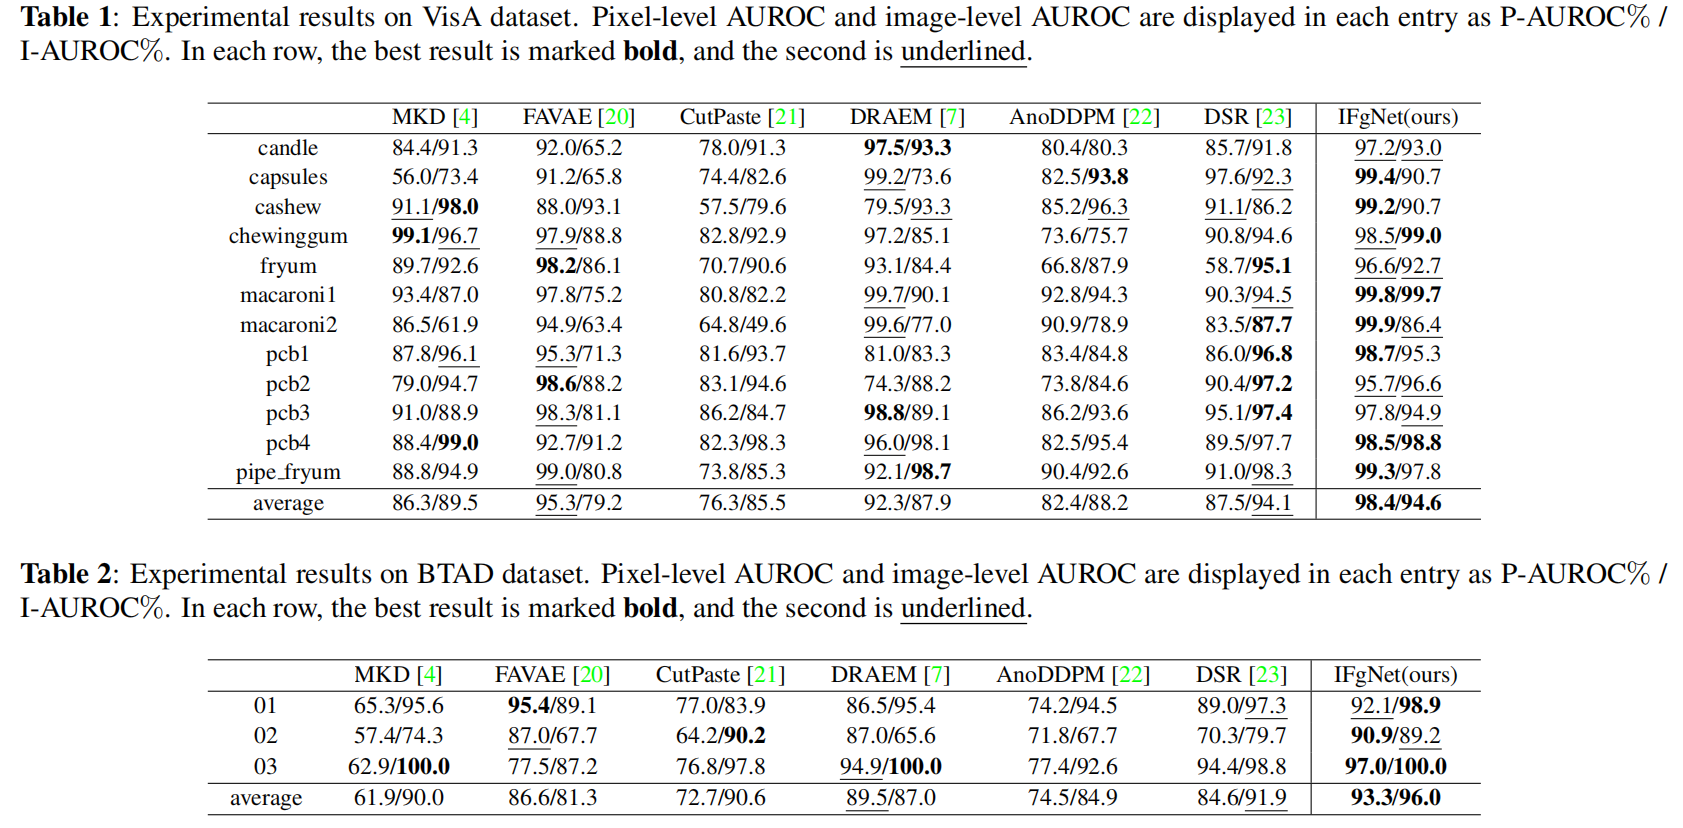 Table 1: Experimental results on VisA dataset. Pixel-level AUROC and image-level AUROC are displayed in each entry as P-AUROC% /
I-AUROC%. In each row, the best result is marked bold, and the second is underlined.
MKD [4] FAVAE [20] CutPaste [21] DRAEM [7] AnoDDPM [22] DSR [23] IFgNet(ours)
candle 84.4/91.3 92.0/65.2 78.0/91.3 97.5/93.3 80.4/80.3 85.7/91.8 97.2/93.0
capsules 56.0/73.4 91.2/65.8 74.4/82.6 99.2/73.6 82.5/93.8 97.6/92.3 99.4/90.7
cashew 91.1/98.0 88.0/93.1 57.5/79.6 79.5/93.3 85.2/96.3 91.1/86.2 99.2/90.7
chewinggum 99.1/96.7 97.9/88.8 82.8/92.9 97.2/85.1 73.6/75.7 90.8/94.6 98.5/99.0
fryum 89.7/92.6 98.2/86.1 70.7/90.6 93.1/84.4 66.8/87.9 58.7/95.1 96.6/92.7
macaroni1 93.4/87.0 97.8/75.2 80.8/82.2 99.7/90.1 92.8/94.3 90.3/94.5 99.8/99.7
macaroni2 86.5/61.9 94.9/63.4 64.8/49.6 99.6/77.0 90.9/78.9 83.5/87.7 99.9/86.4
pcb1 87.8/96.1 95.3/71.3 81.6/93.7 81.0/83.3 83.4/84.8 86.0/96.8 98.7/95.3
pcb2 79.0/94.7 98.6/88.2 83.1/94.6 74.3/88.2 73.8/84.6 90.4/97.2 95.7/96.6
pcb3 91.0/88.9 98.3/81.1 86.2/84.7 98.8/89.1 86.2/93.6 95.1/97.4 97.8/94.9
pcb4 88.4/99.0 92.7/91.2 82.3/98.3 96.0/98.1 82.5/95.4 89.5/97.7 98.5/98.8
pipe_fryum 88.8/94.9 99.0/80.8 73.8/85.3 92.1/98.7 90.4/92.6 91.0/98.3 99.3/97.8
average 86.3/89.5 95.3/79.2 76.3/85.5 92.3/87.9 82.4/88.2 87.5/94.1 98.4/94.6
Table 2: Experimental results on BTAD dataset. Pixel-level AUROC and image-level AUROC are displayed in each entry as P-AUROC% /
I-AUROC%. In each row, the best result is marked bold, and the second is underlined.
MKD [4] FAVAE [20] CutPaste [21] DRAEM [7] AnoDDPM [22] DSR [23] IFgNet(ours)
01 65.3/95.6 95.4/89.1 77.0/83.9 86.5/95.4 74.2/94.5 89.0/97.3 92.1/98.9
02 57.4/74.3 87.0/67.7 64.2/90.2 87.0/65.6 71.8/67.7 70.3/79.7 90.9/89.2
03 62.9/100.0 77.5/87.2 76.8/97.8 94.9/100.0 77.4/92.6 94.4/98.8 97.0/100.0
average 61.9/90.0 86.6/81.3 72.7/90.6 89.5/87.0 74.5/84.9 84.6/91.9 93.3/96.0